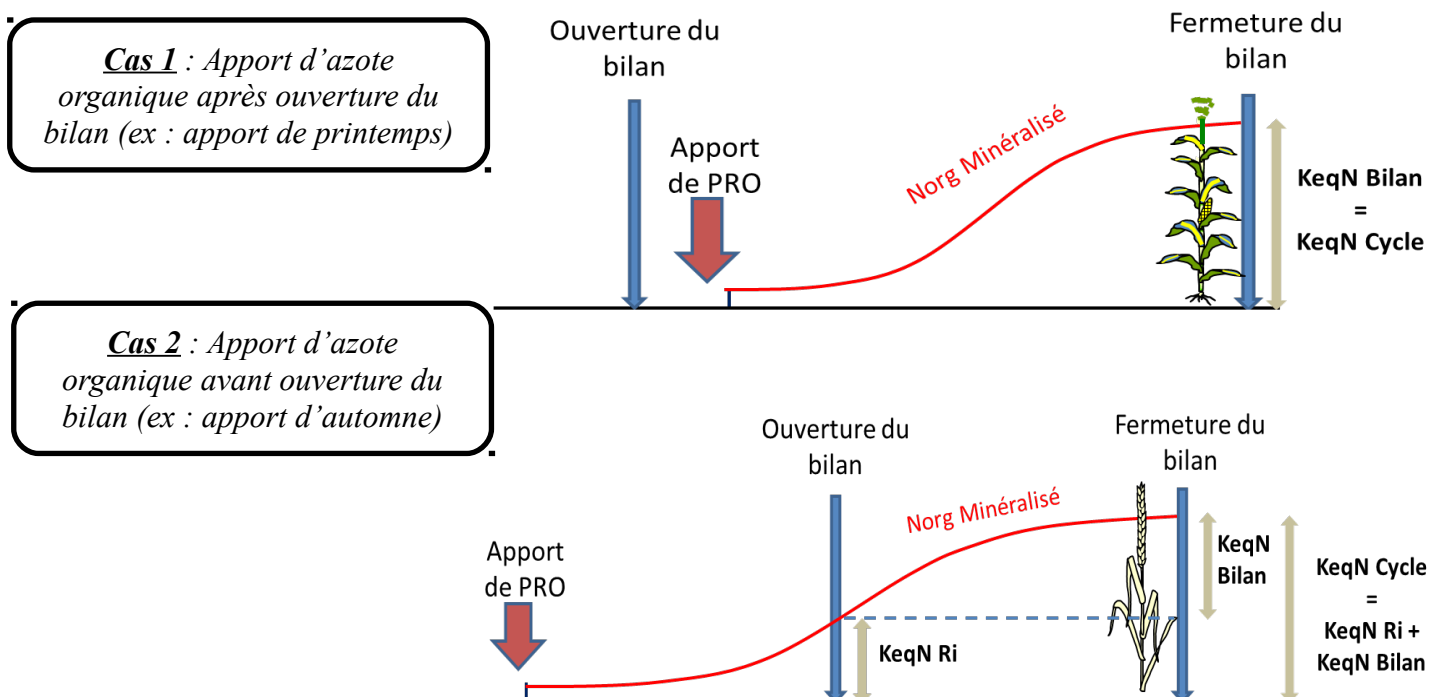 Cas 1 : Apport d’azote
organique après ouverture du
bilan (ex : apport de printemps)
Ouverture du
bilan
Fermeture du
bilan
Apport
de PRO
Norg Minéralisé
KeqN Bilan
=
KeqN Cycle
Cas 2 : Apport d’azote
organique avant ouverture du
bilan (ex : apport d’automne)
Ouverture du
bilan
Fermeture du
bilan
Apport
de PRO
Norg Minéralisé
KeqN Ri
KeqN
Bilan
KeqN Cycle
=
KeqN Ri +
KeqN Bilan